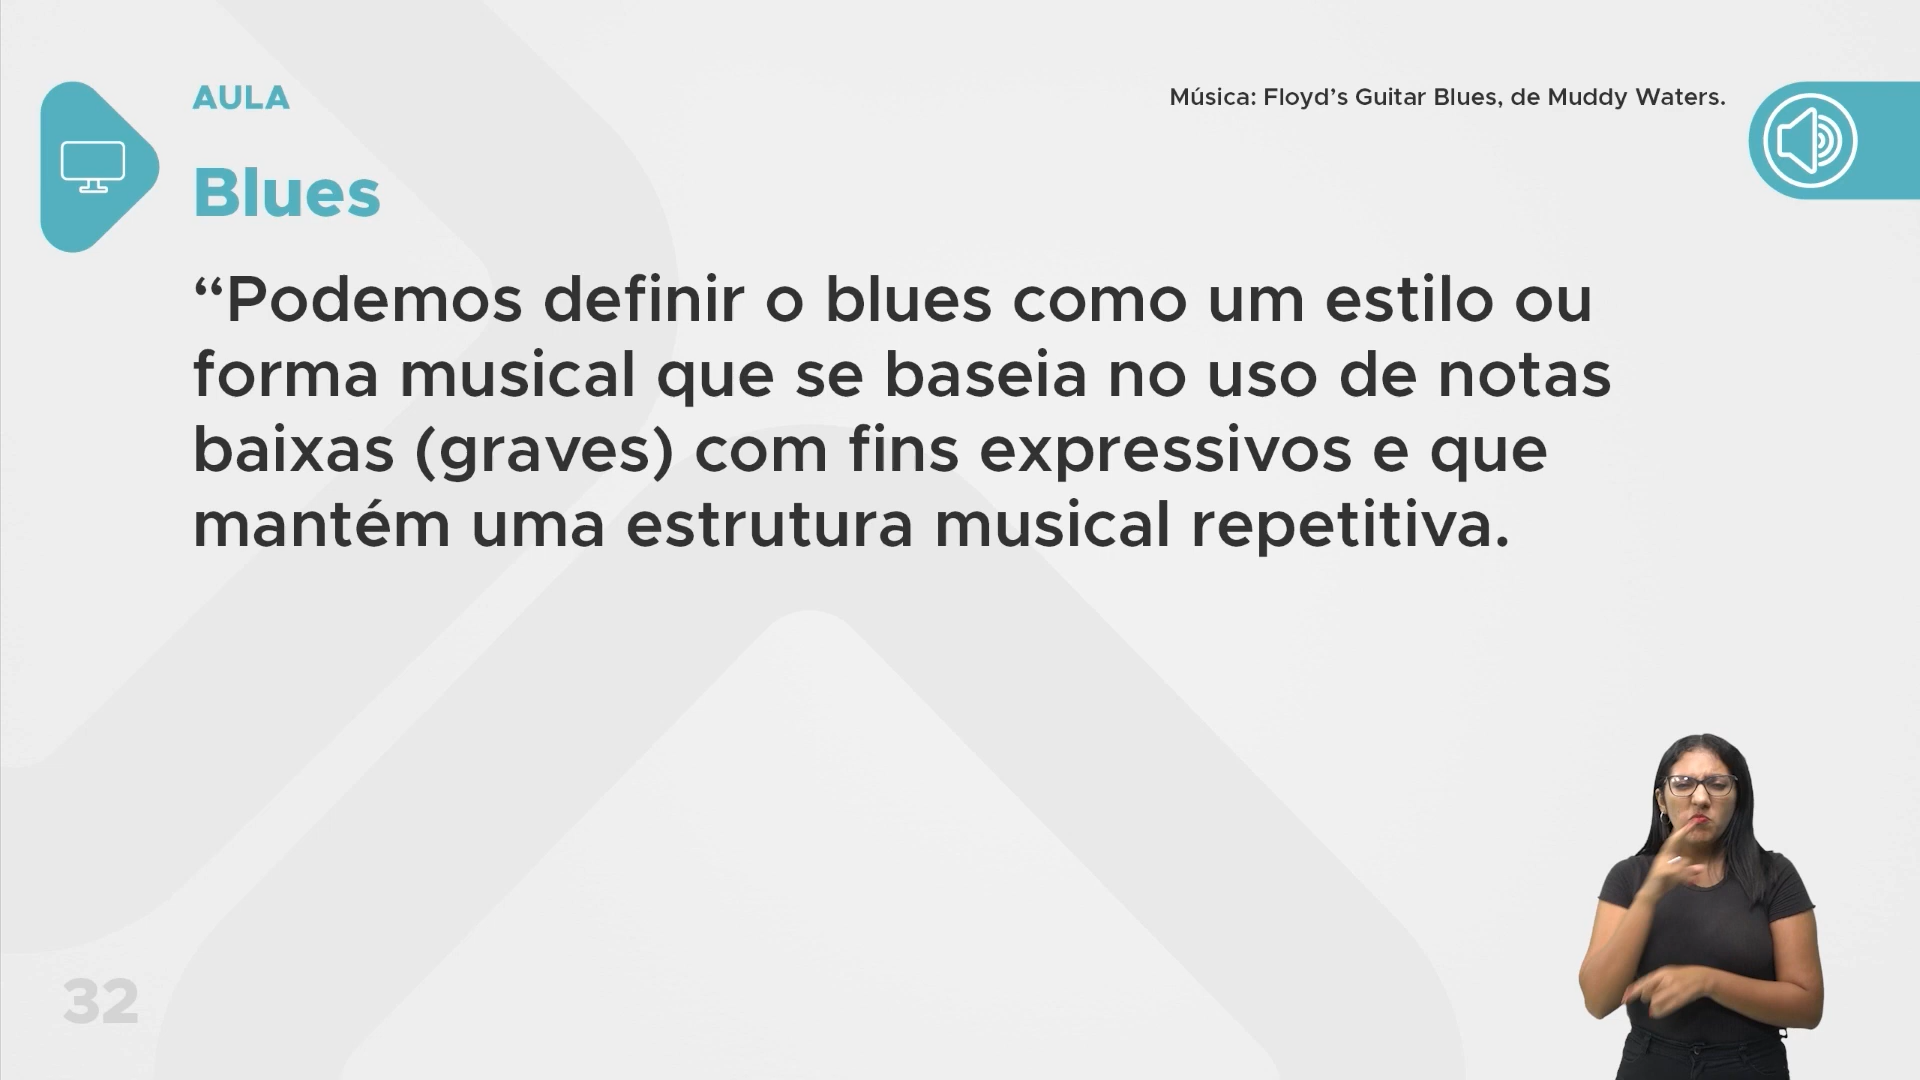 AULA
Música: Floyd’s Guitar Blues, de Muddy Waters.
Blues
“Podemos definir o blues como um estilo ou
forma musical que se baseia no uso de notas
baixas (graves) com fins expressivos e que
mantém uma estrutura musical repetitiva.
32